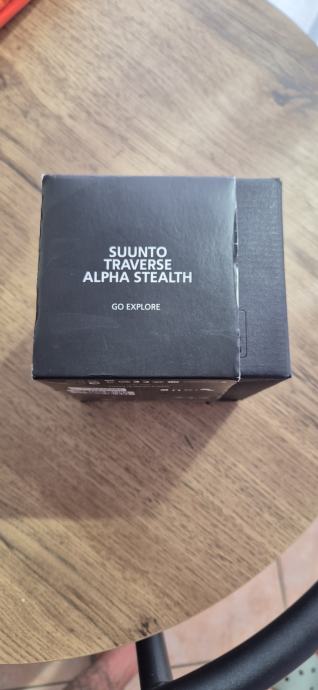 SUUNTO
TRAVERSE
ALPHA STEALTH
GO EXPLORE